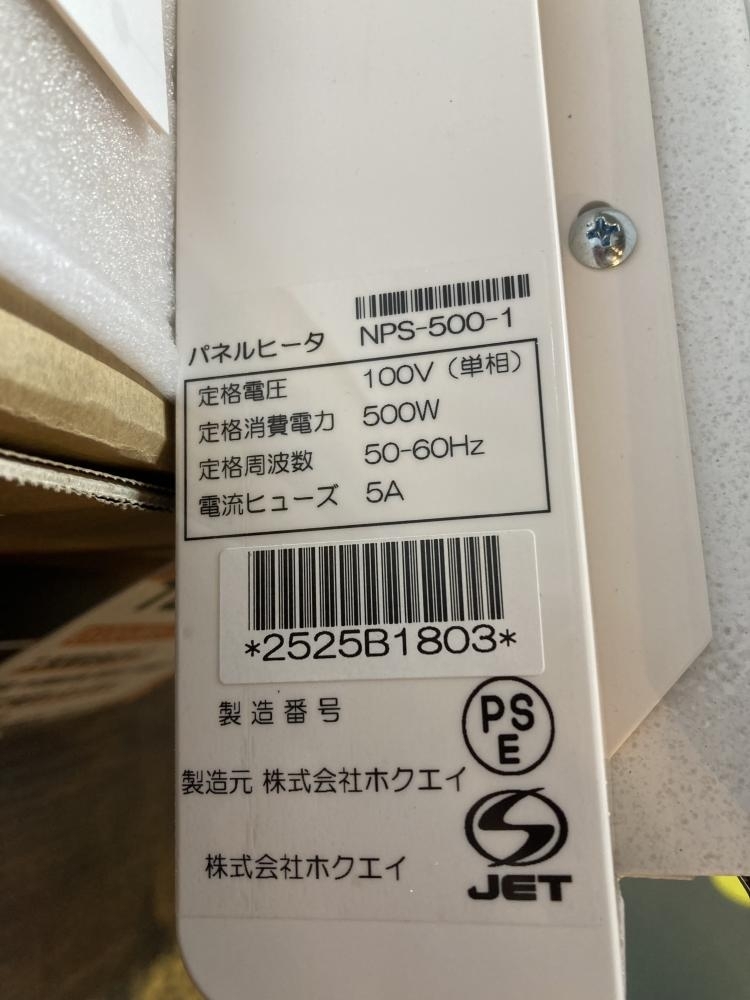 パネルヒータ NPS-500-1
定格電圧 100V（単相）
定格消費電力 500W
定格周波数 50-60Hz
電流ヒューズ 5A
*2525B1803*
製造番号
PS
E
製造元 株式会社ホクエイ
株式会社ホクエイ
JET